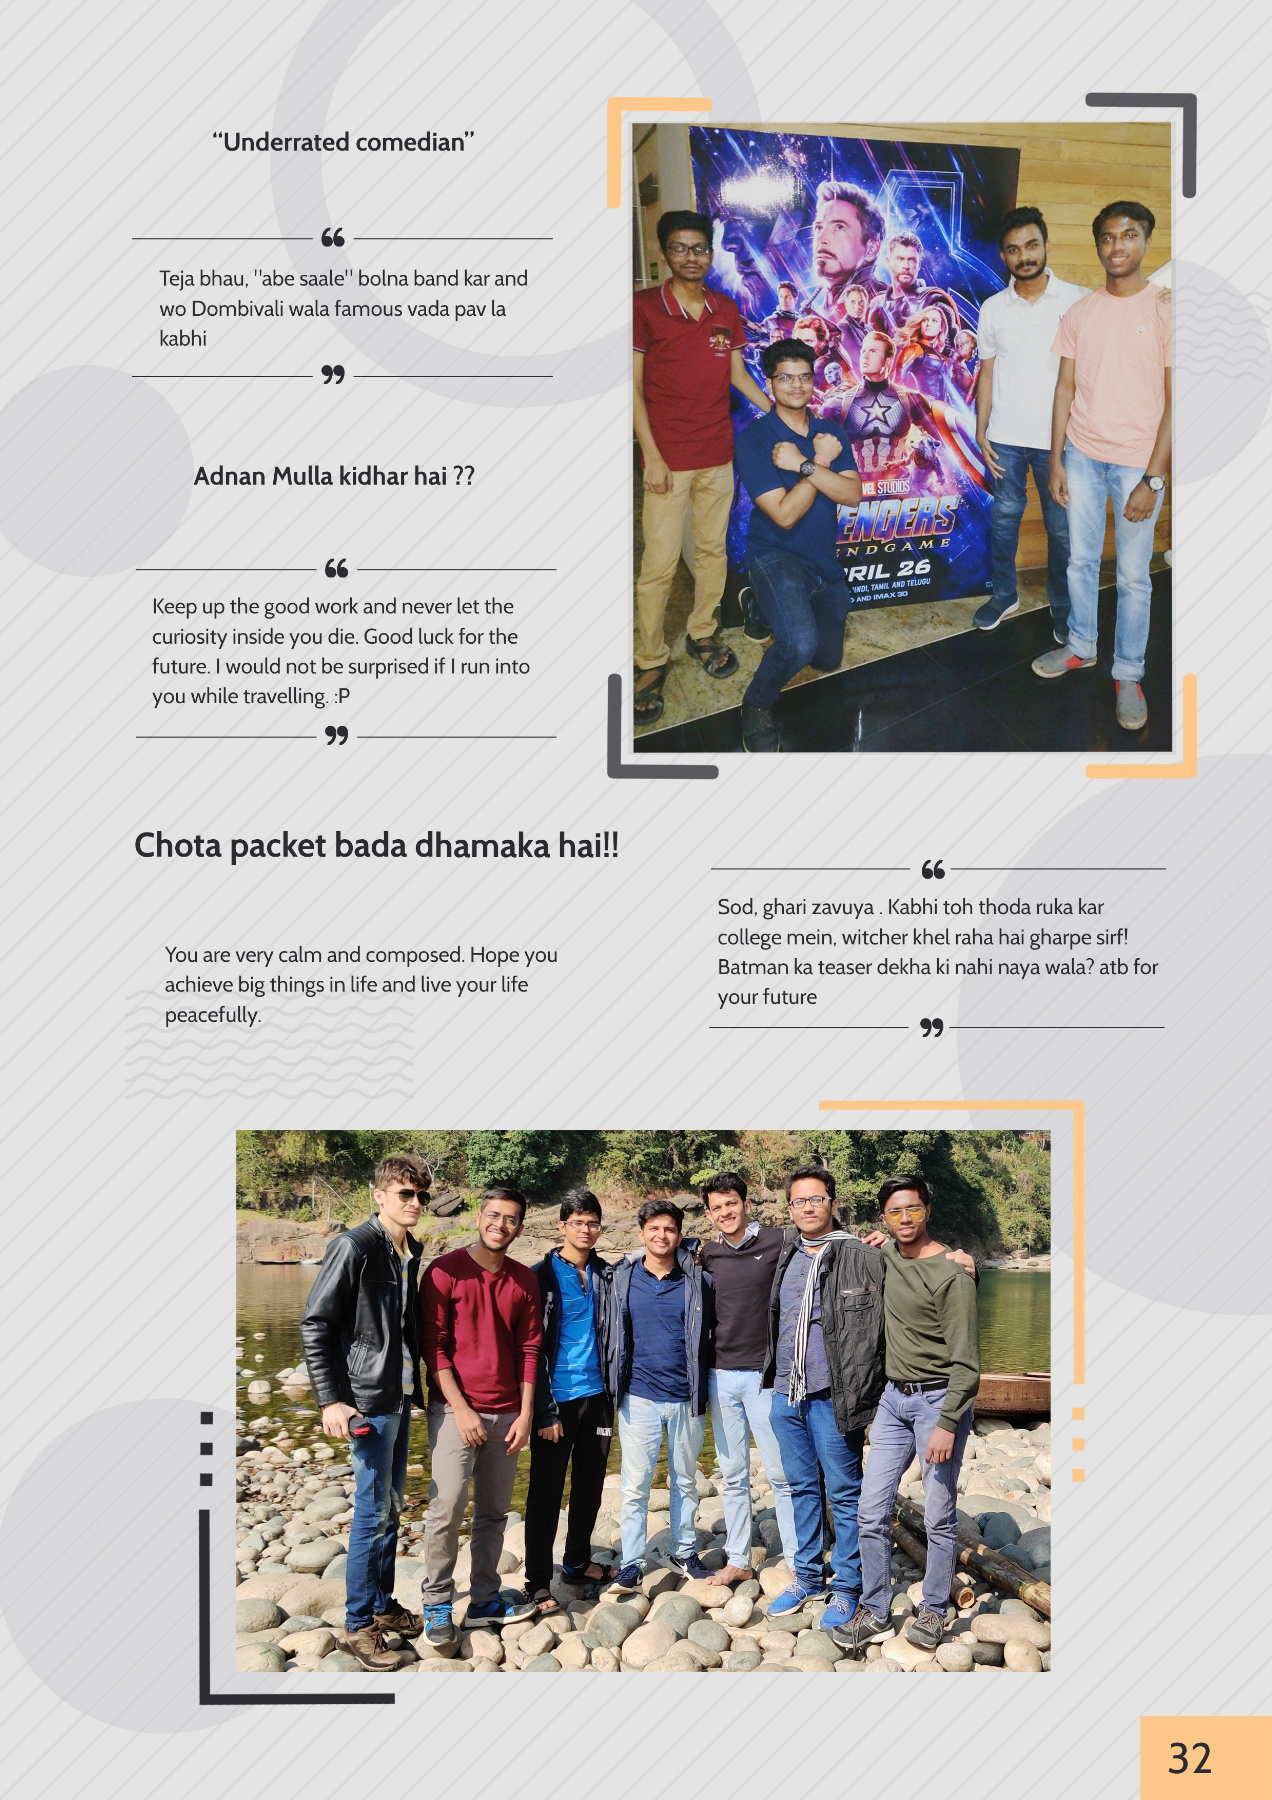 “Underrated comedian”
Teja bhau, "abe saale" bolna band kar and
wo Dombivali wala famous vada pav la
kabhi
Adnan Mulla kidhar hai ??
Keep up the good work and never let the
curiosity inside you die. Good luck for the
future. I would not be surprised if I run into
you while travelling. :P
VEL STUDIOS
ENGERS
ENDGAME
RIL 26
INDI, TAMIL AND TELUGU
AND IMAX 3D
Chota packet bada dhamaka hai!!
You are very calm and composed. Hope you
achieve big things in life and live your life
peacefully.
Sod, ghari zavuya . Kabhi toh thoda ruka kar
college mein, witcher khel raha hai gharpe sirf!
Batman ka teaser dekha ki nahi naya wala? atb for
your future
32